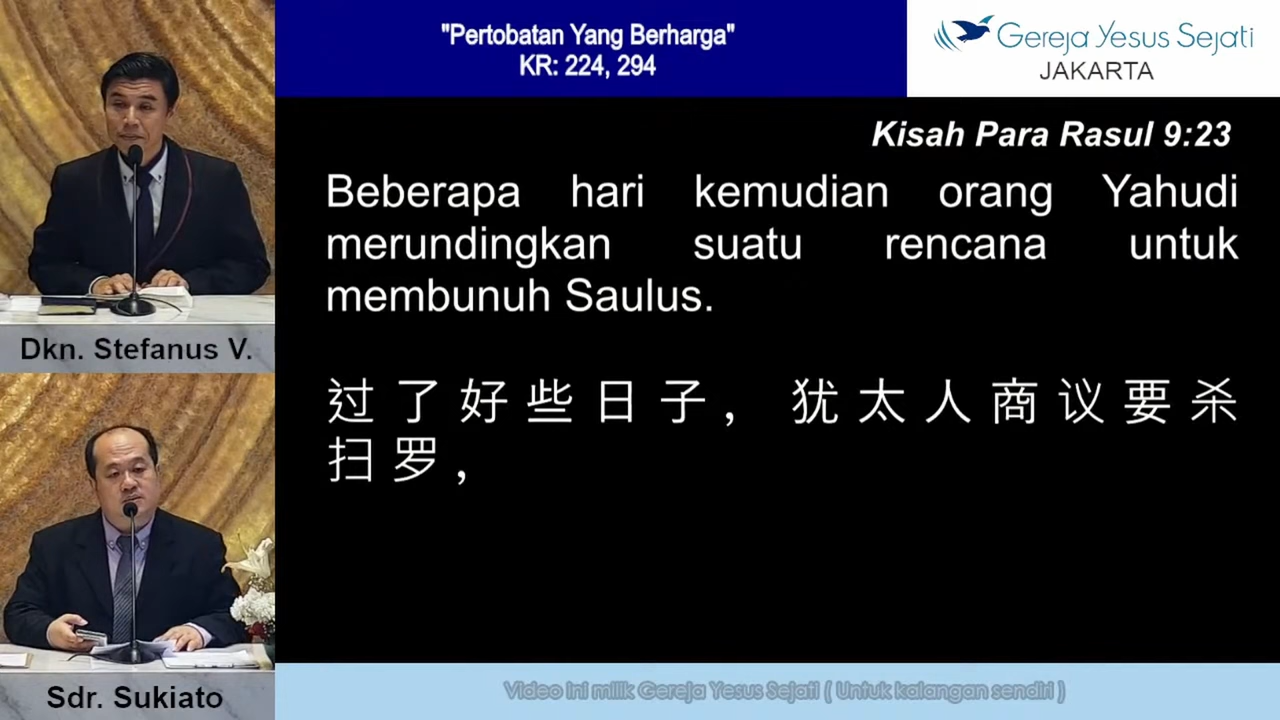 "Pertobatan Yang Berharga"
KR: 224, 294
Gereja Yesus Sejati
JAKARTA
Kisah Para Rasul 9:23
Beberapa hari kemudian orang Yahudi
merundingkan suatu rencana untuk
membunuh Saulus.
过了好些日子，犹太人商议要杀
扫罗，
Dkn. Stefanus V.
Sdr. Sukiato
Video ini milik Gereja Yesus Sejati ( Untuk kalangan sendiri )